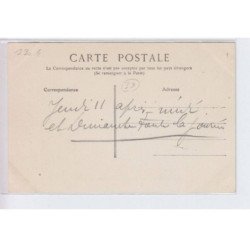 CARTE POSTALE
La Correspondance au recto n'est pas acceptée par tous les pays étrangers
(Se renseigner à la Poste)
Correspondance
Adresse
Jeudi 11 après midi
et Dimanche toute la journée